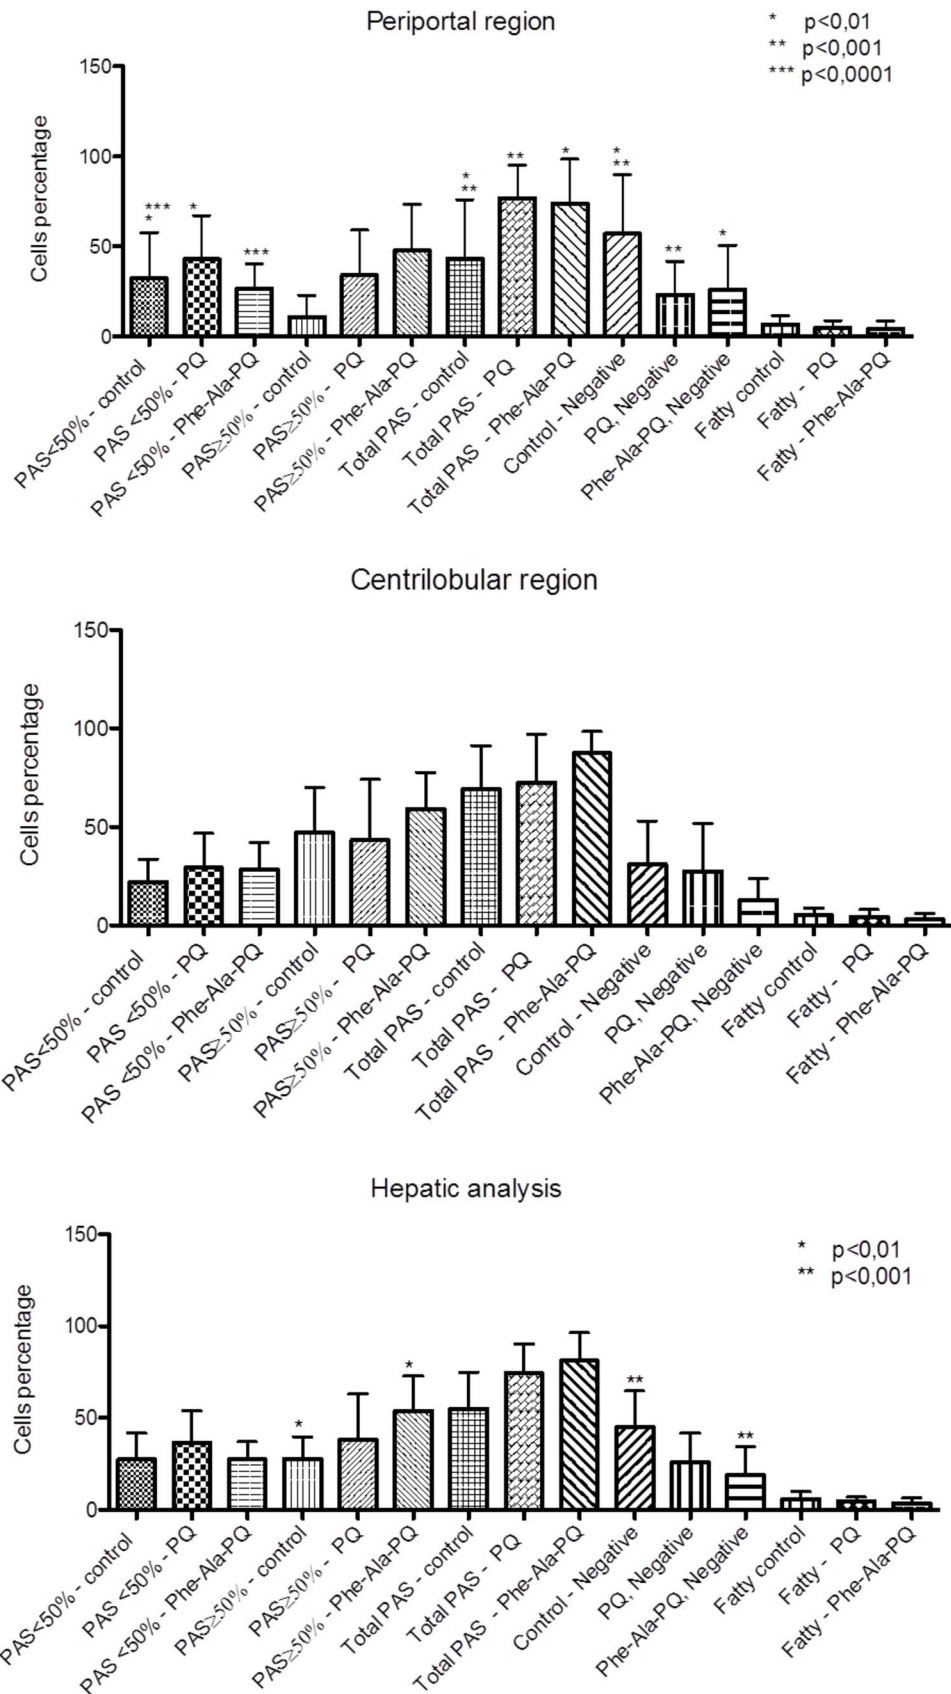 Periportal region
* p<0,01
** p<0,001
*** p<0,0001
Cells percentage
150
100
50
0
***
*
*
***
*
**
**
*
*
**
**
*
PAS<50% - control
PAS <50% - PQ
PAS <50% - Phe-Ala-PQ
PAS≥50% - control
PAS≥50% - PQ
PAS≥50% - Phe-Ala-PQ
Total PAS - control
Total PAS - PQ
Total PAS - Phe-Ala-PQ
Control - Negative
PQ, Negative
Phe-Ala-PQ, Negative
Fatty control
Fatty - PQ
Fatty - Phe-Ala-PQ
Centrilobular region
Cells percentage
150
100
50
0
PAS<50% - control
PAS <50% - PQ
PAS <50% - Phe-Ala-PQ
PAS≥50% - control
PAS≥50% - PQ
PAS≥50% - Phe-Ala-PQ
Total PAS - control
Total PAS - PQ
Total PAS - Phe-Ala-PQ
Control - Negative
PQ, Negative
Phe-Ala-PQ, Negative
Fatty control
Fatty - PQ
Fatty - Phe-Ala-PQ
Hepatic analysis
* p<0,01
** p<0,001
Cells percentage
150
100
50
0
*
*
**
**
PAS<50% - control
PAS <50% - PQ
PAS <50% - Phe-Ala-PQ
PAS≥50% - control
PAS≥50% - PQ
PAS≥50% - Phe-Ala-PQ
Total PAS - control
Total PAS - PQ
Total PAS - Phe-Ala-PQ
Control - Negative
PQ, Negative
Phe-Ala-PQ, Negative
Fatty control
Fatty - PQ
Fatty - Phe-Ala-PQ